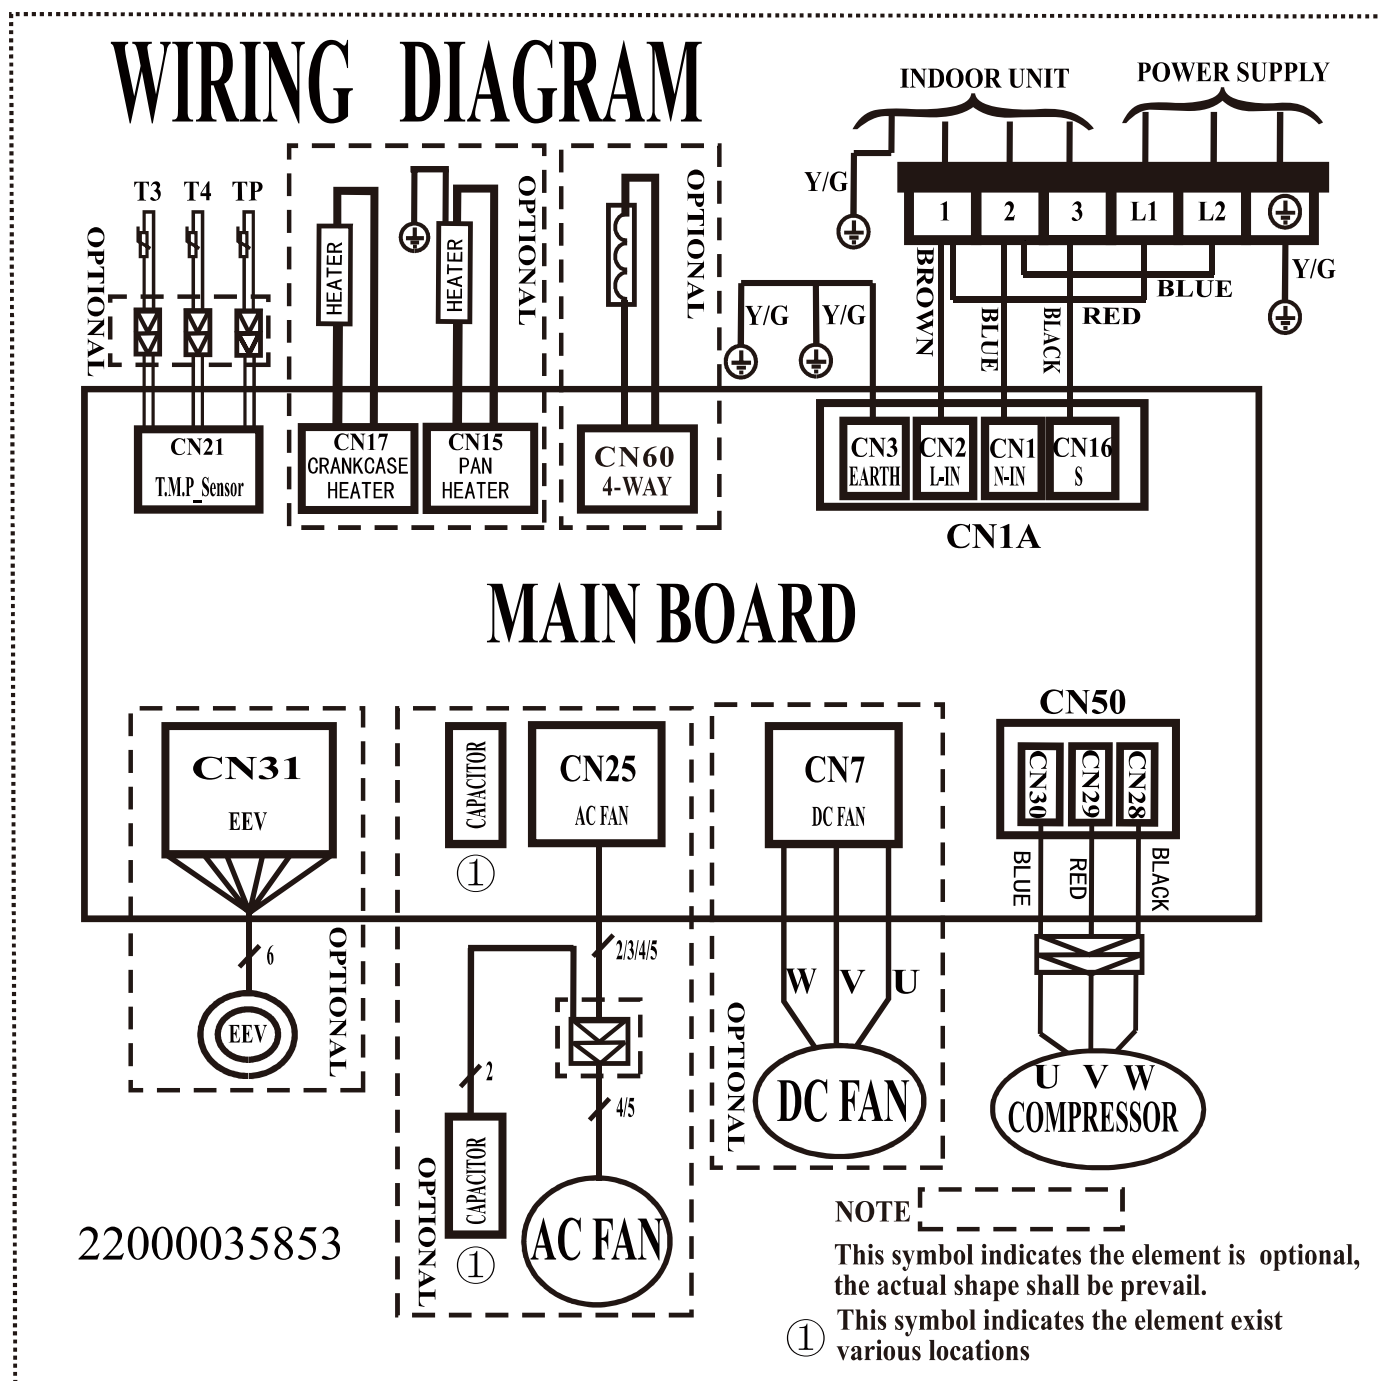 WIRING DIAGRAM
INDOOR UNIT
POWER SUPPLY
Y/G
1
2
3
L1
L2
Y/G
T3
T4
TP
OPTIONAL
HEATER
HEATER
OPTIONAL
OPTIONAL
Y/G
Y/G
BROWN
BLUE
BLACK
RED
BLUE
CN21
T.M.P_Sensor
CN17
CRANKCASE
HEATER
CN15
PAN
HEATER
CN60
4-WAY
CN3
EARTH
CN2
L-IN
CN1
N-IN
CN16
S
CN1A
MAIN BOARD
CN31
EEV
6
EEV
OPTIONAL
CAPACITOR
①
CN25
AC FAN
2/3/4/5
2
4/5
CAPACITOR
①
AC FAN
OPTIONAL
CN7
DC FAN
W
V
U
DC FAN
OPTIONAL
CN50
CN30
CN29
CN28
BLUE
RED
BLACK
U V W
COMPRESSOR
22000035853
NOTE
This symbol indicates the element is optional,
the actual shape shall be prevail.
① This symbol indicates the element exist
various locations